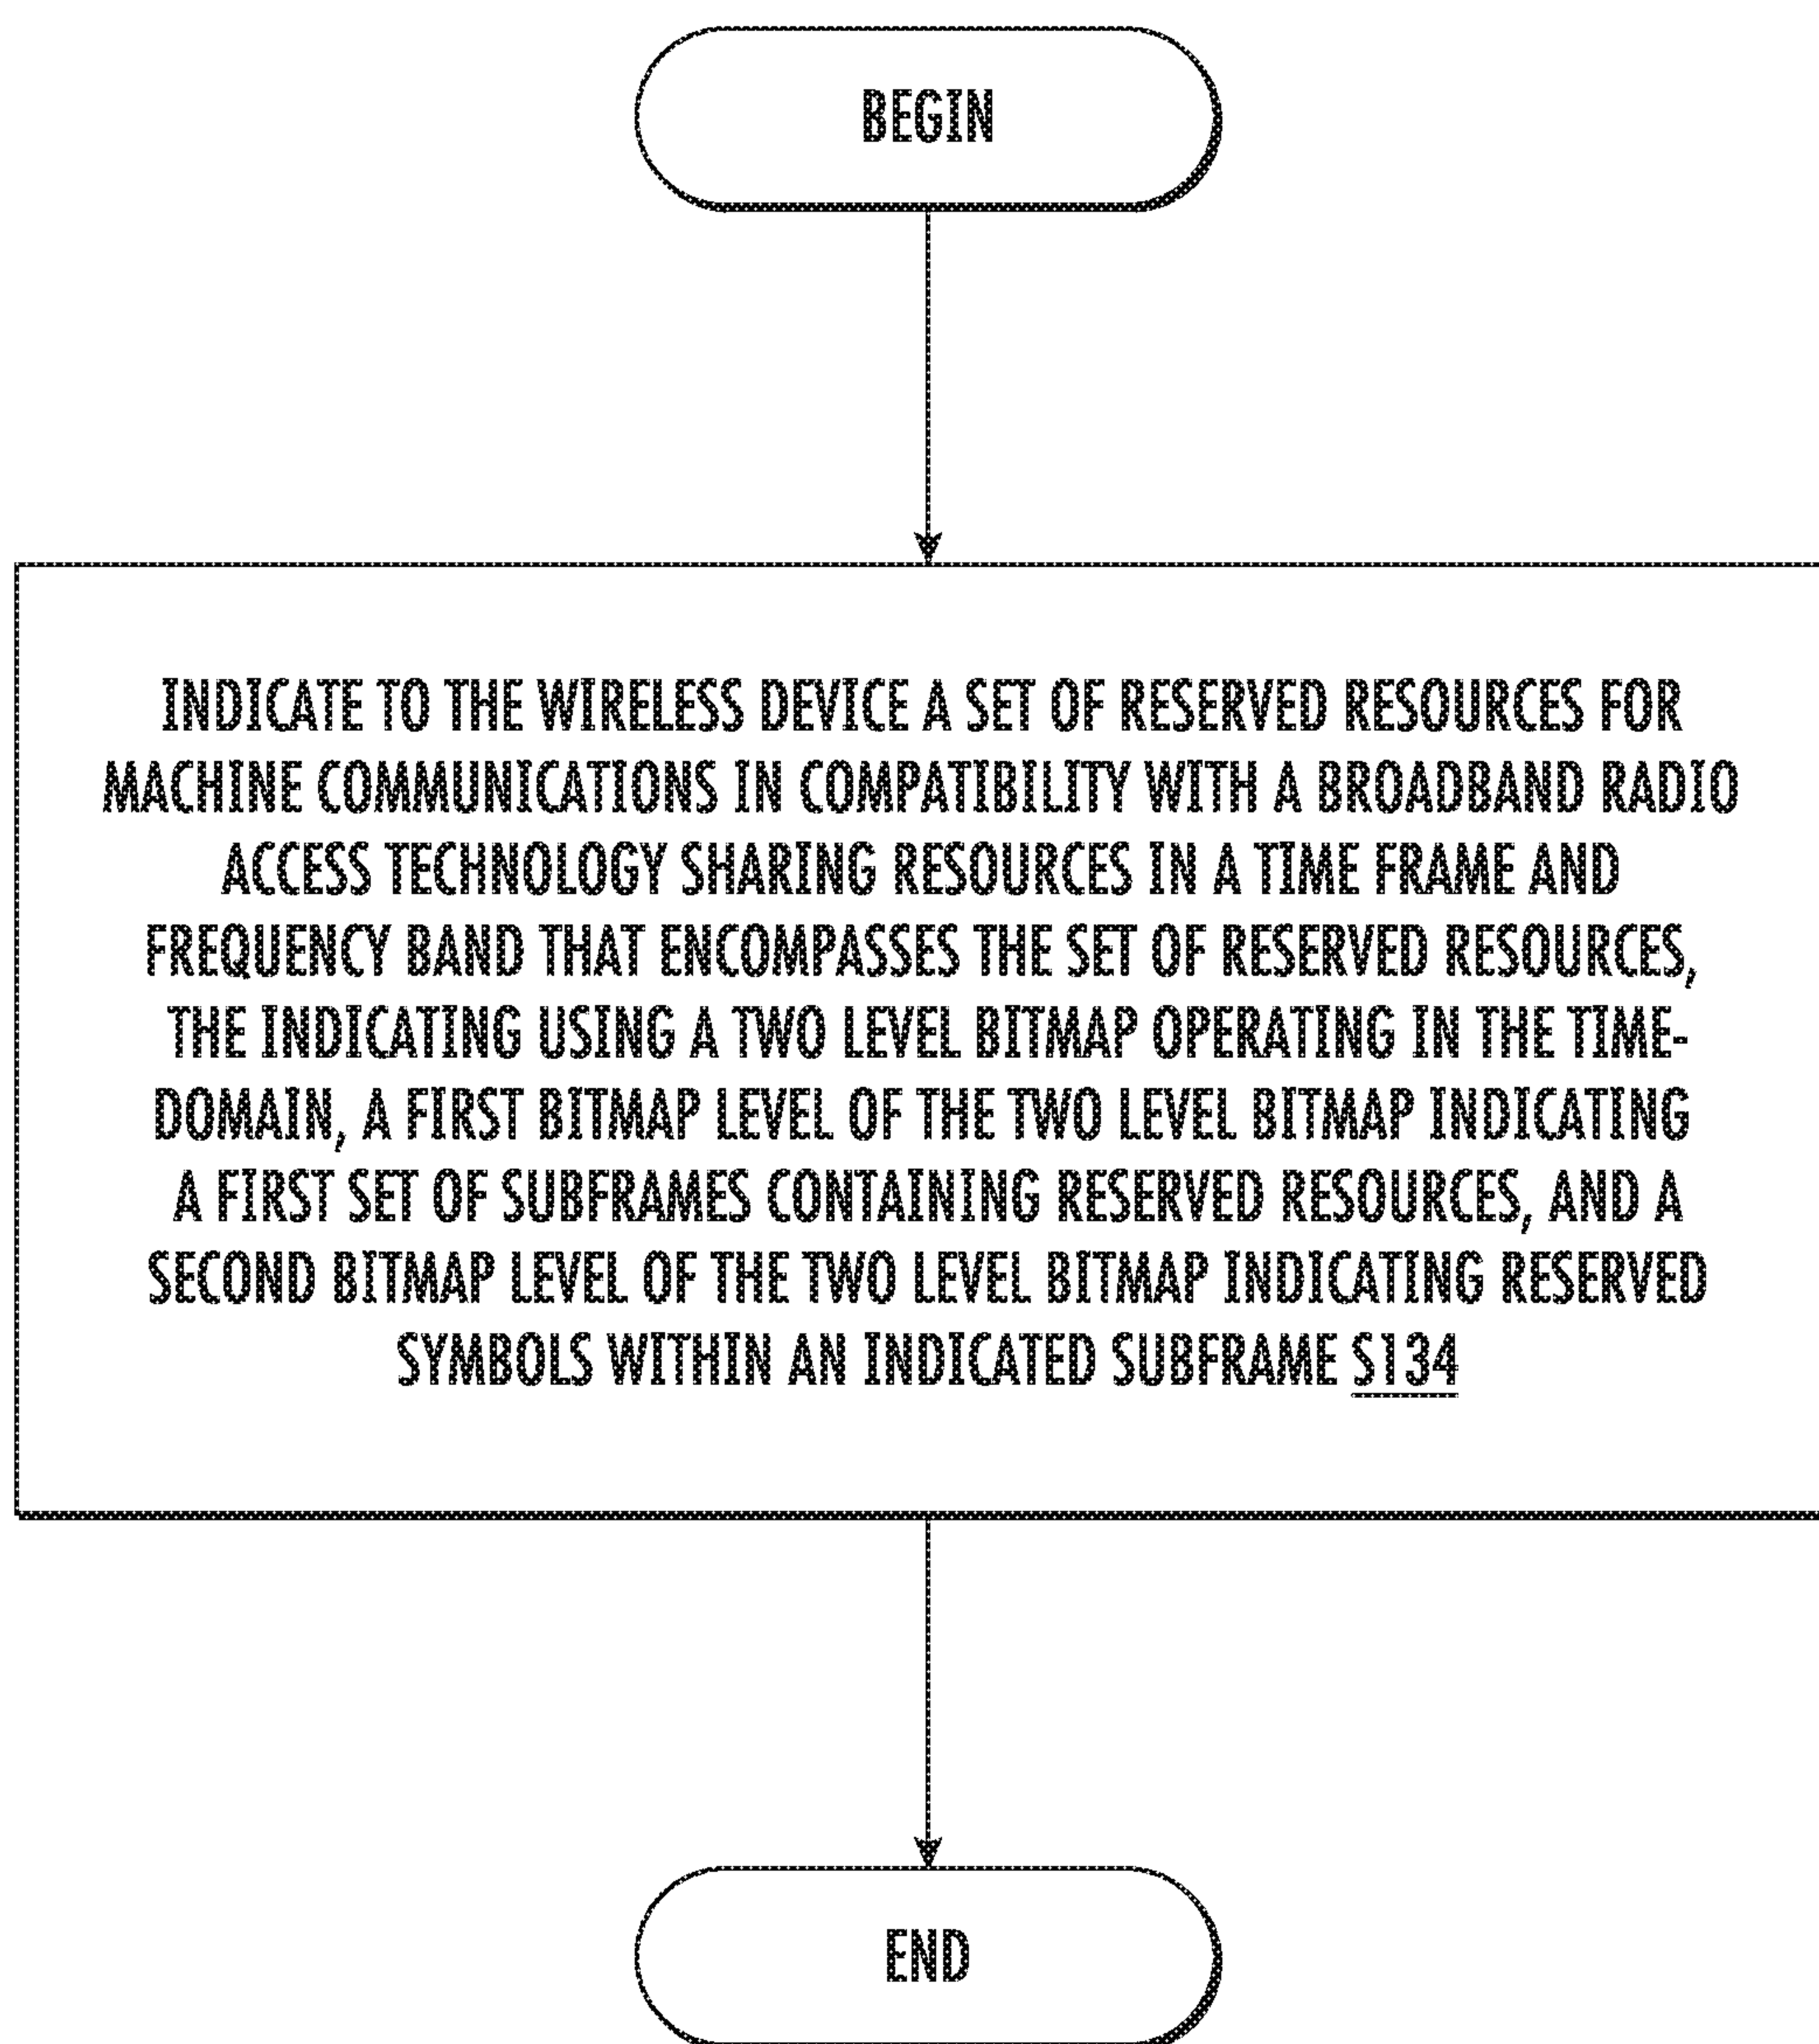 BEGIN
INDICATE TO THE WIRELESS DEVICE A SET OF RESERVED RESOURCES FOR
MACHINE COMMUNICATIONS IN COMPATIBILITY WITH A BROADBAND RADIO
ACCESS TECHNOLOGY SHARING RESOURCES IN A TIME FRAME AND
FREQUENCY BAND THAT ENCOMPASSES THE SET OF RESERVED RESOURCES,
THE INDICATING USING A TWO LEVEL BITMAP OPERATING IN THE TIME-
DOMAIN, A FIRST BITMAP LEVEL OF THE TWO LEVEL BITMAP INDICATING
A FIRST SET OF SUBFRAMES CONTAINING RESERVED RESOURCES, AND A
SECOND BITMAP LEVEL OF THE TWO LEVEL BITMAP INDICATING RESERVED
SYMBOLS WITHIN AN INDICATED SUBFRAME S134
END